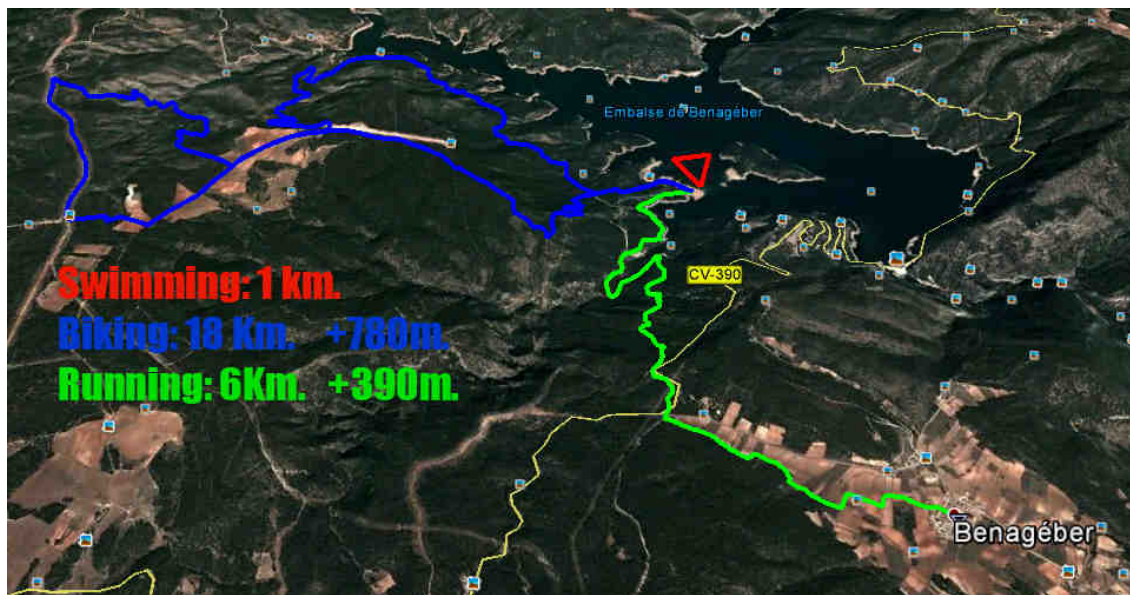 Embalse de Benagéber
CV-390
Swimming: 1 km.
Biking: 18 Km. +780m.
Running: 6Km. +390m.
Benagéber